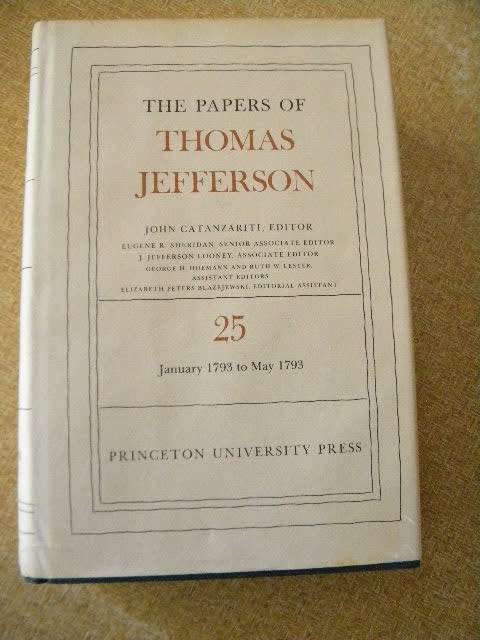 THE PAPERS OF
THOMAS
JEFFERSON
JOHN CATANZARITI, EDITOR
EUGENE R. SHERIDAN, SENIOR ASSOCIATE EDITOR
J. JEFFERSON LOONEY, ASSOCIATE EDITOR
GEORGE H. HOEMANN AND RUTH W. LESTER,
ASSISTANT EDITORS
ELIZABETH PETERS BLAZEJEWSKI, EDITORIAL ASSISTANT
25
January 1793 to May 1793
PRINCETON UNIVERSITY PRESS